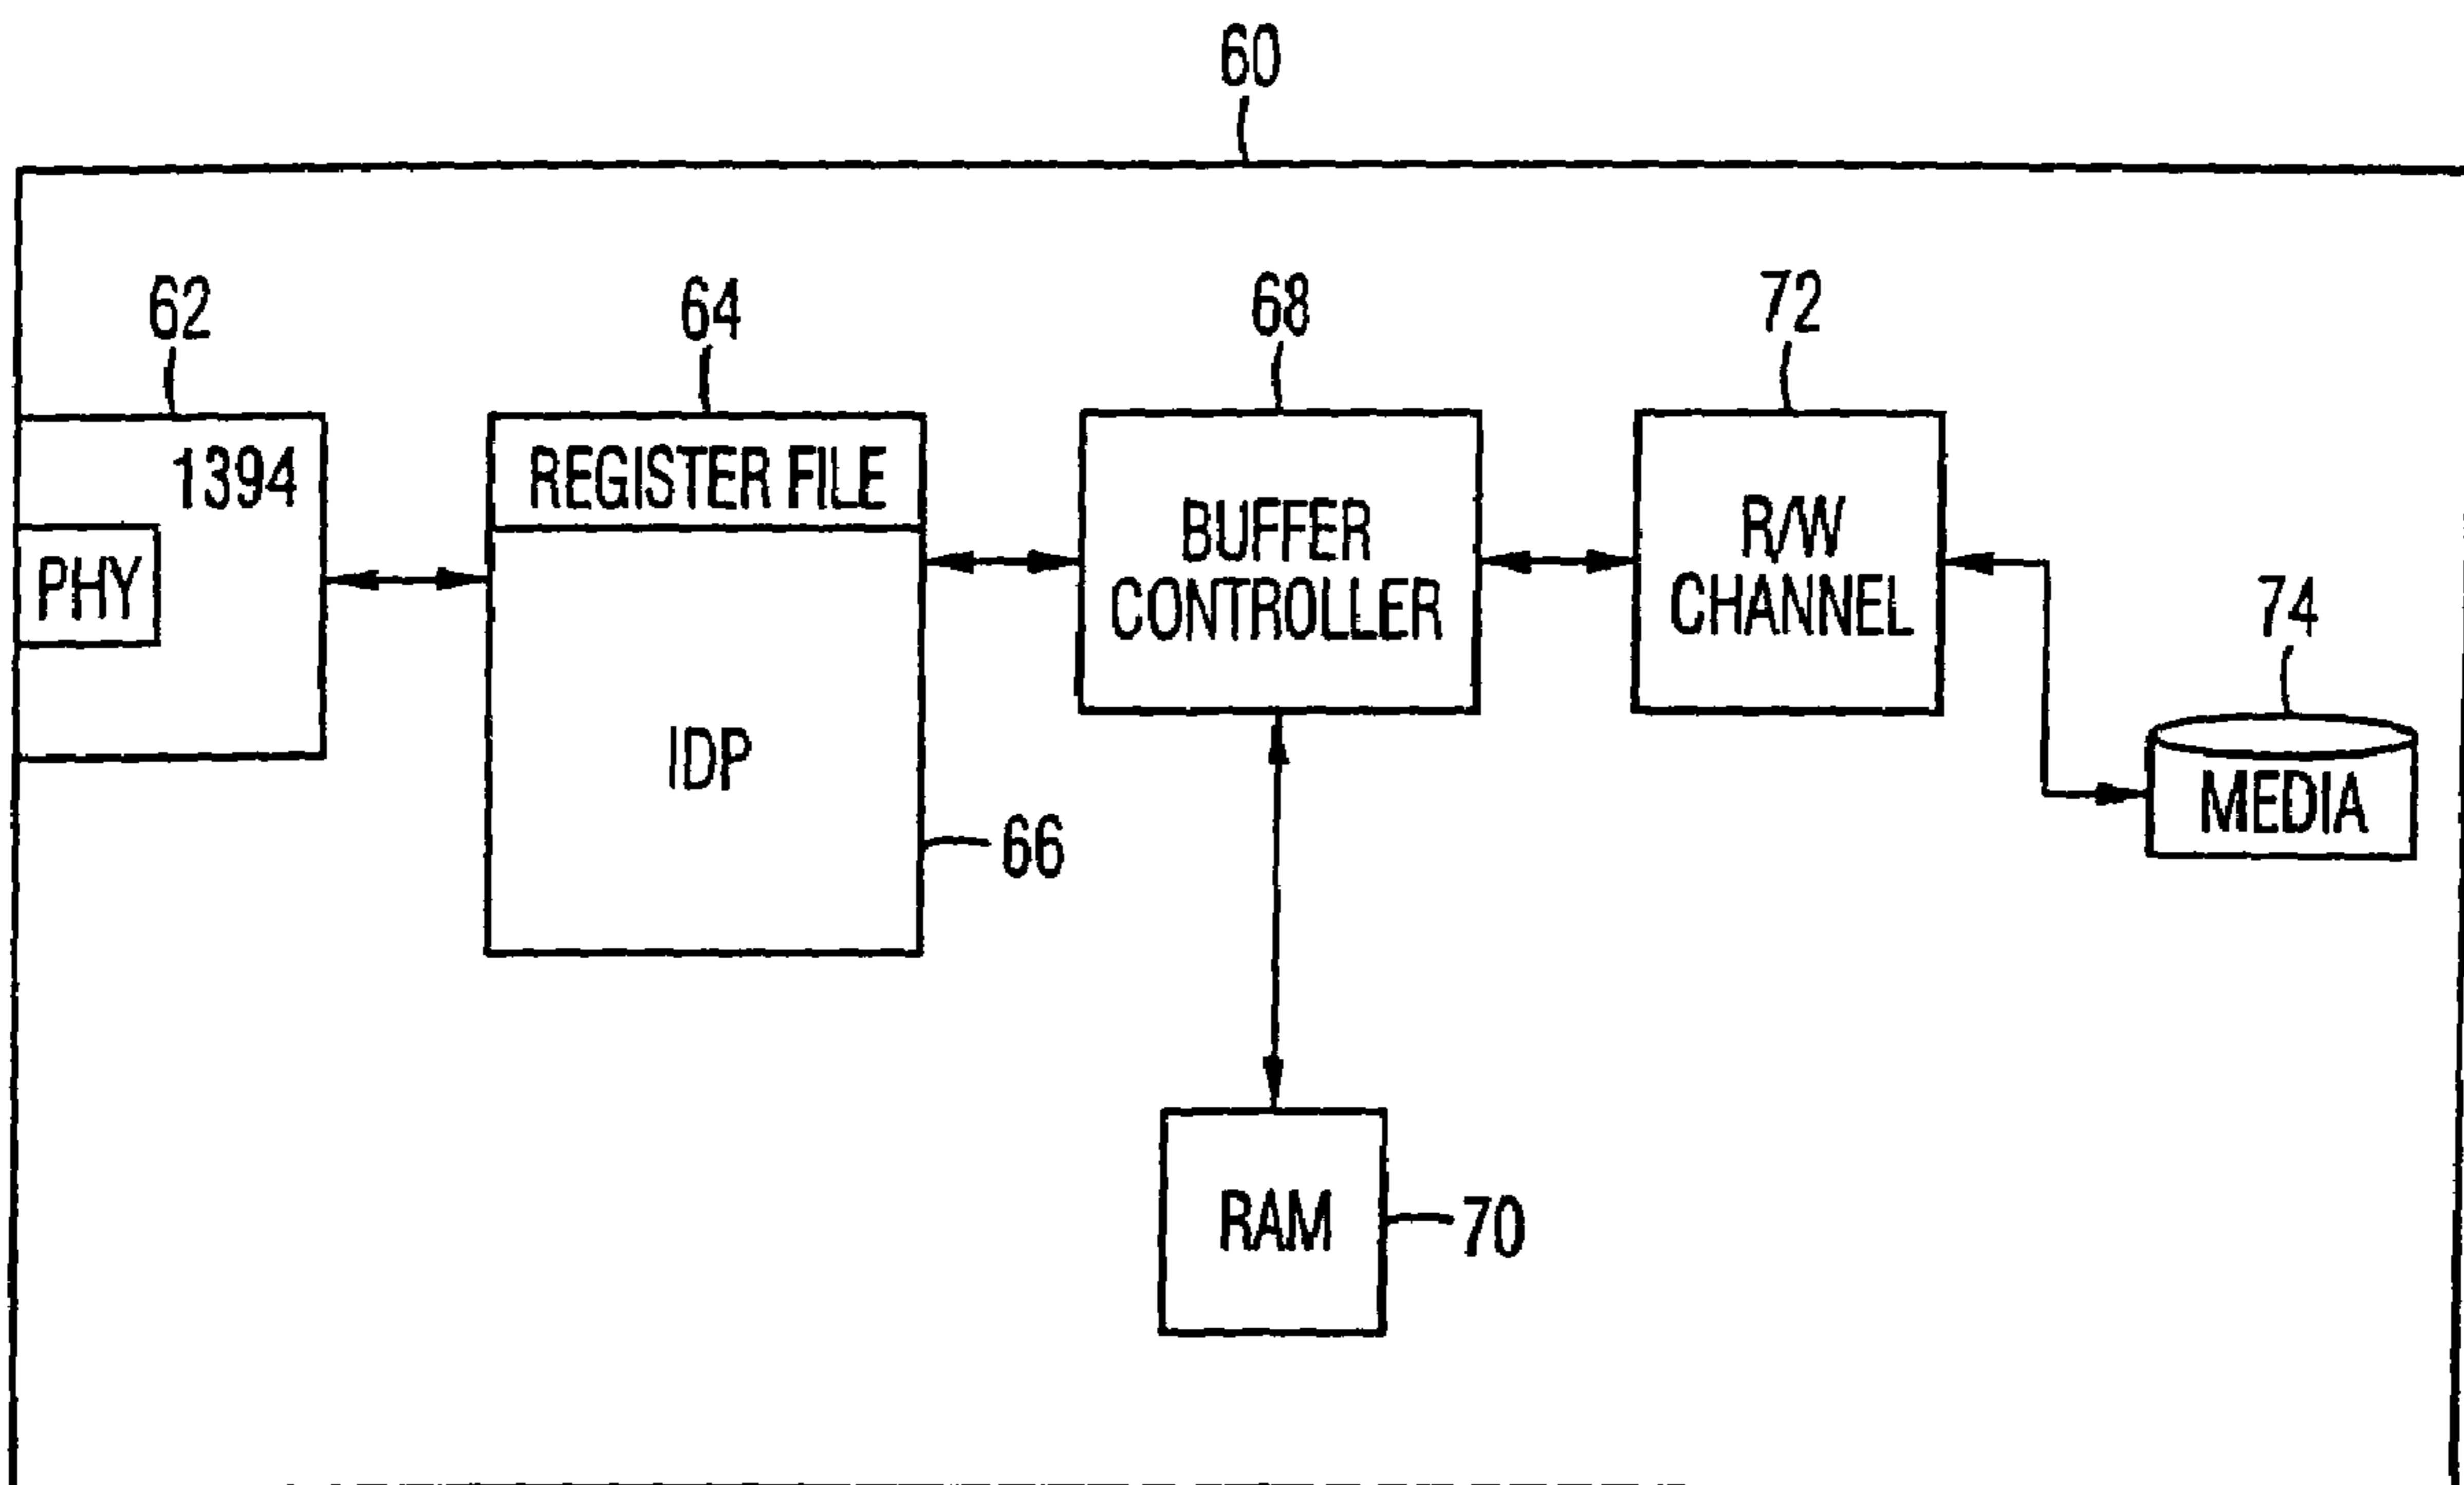 60
62
64
68
72
1394
REGISTER FILE
PHY
BUFFER
CONTROLLER
R/W
CHANNEL
74
IDP
MEDIA
66
RAM
70